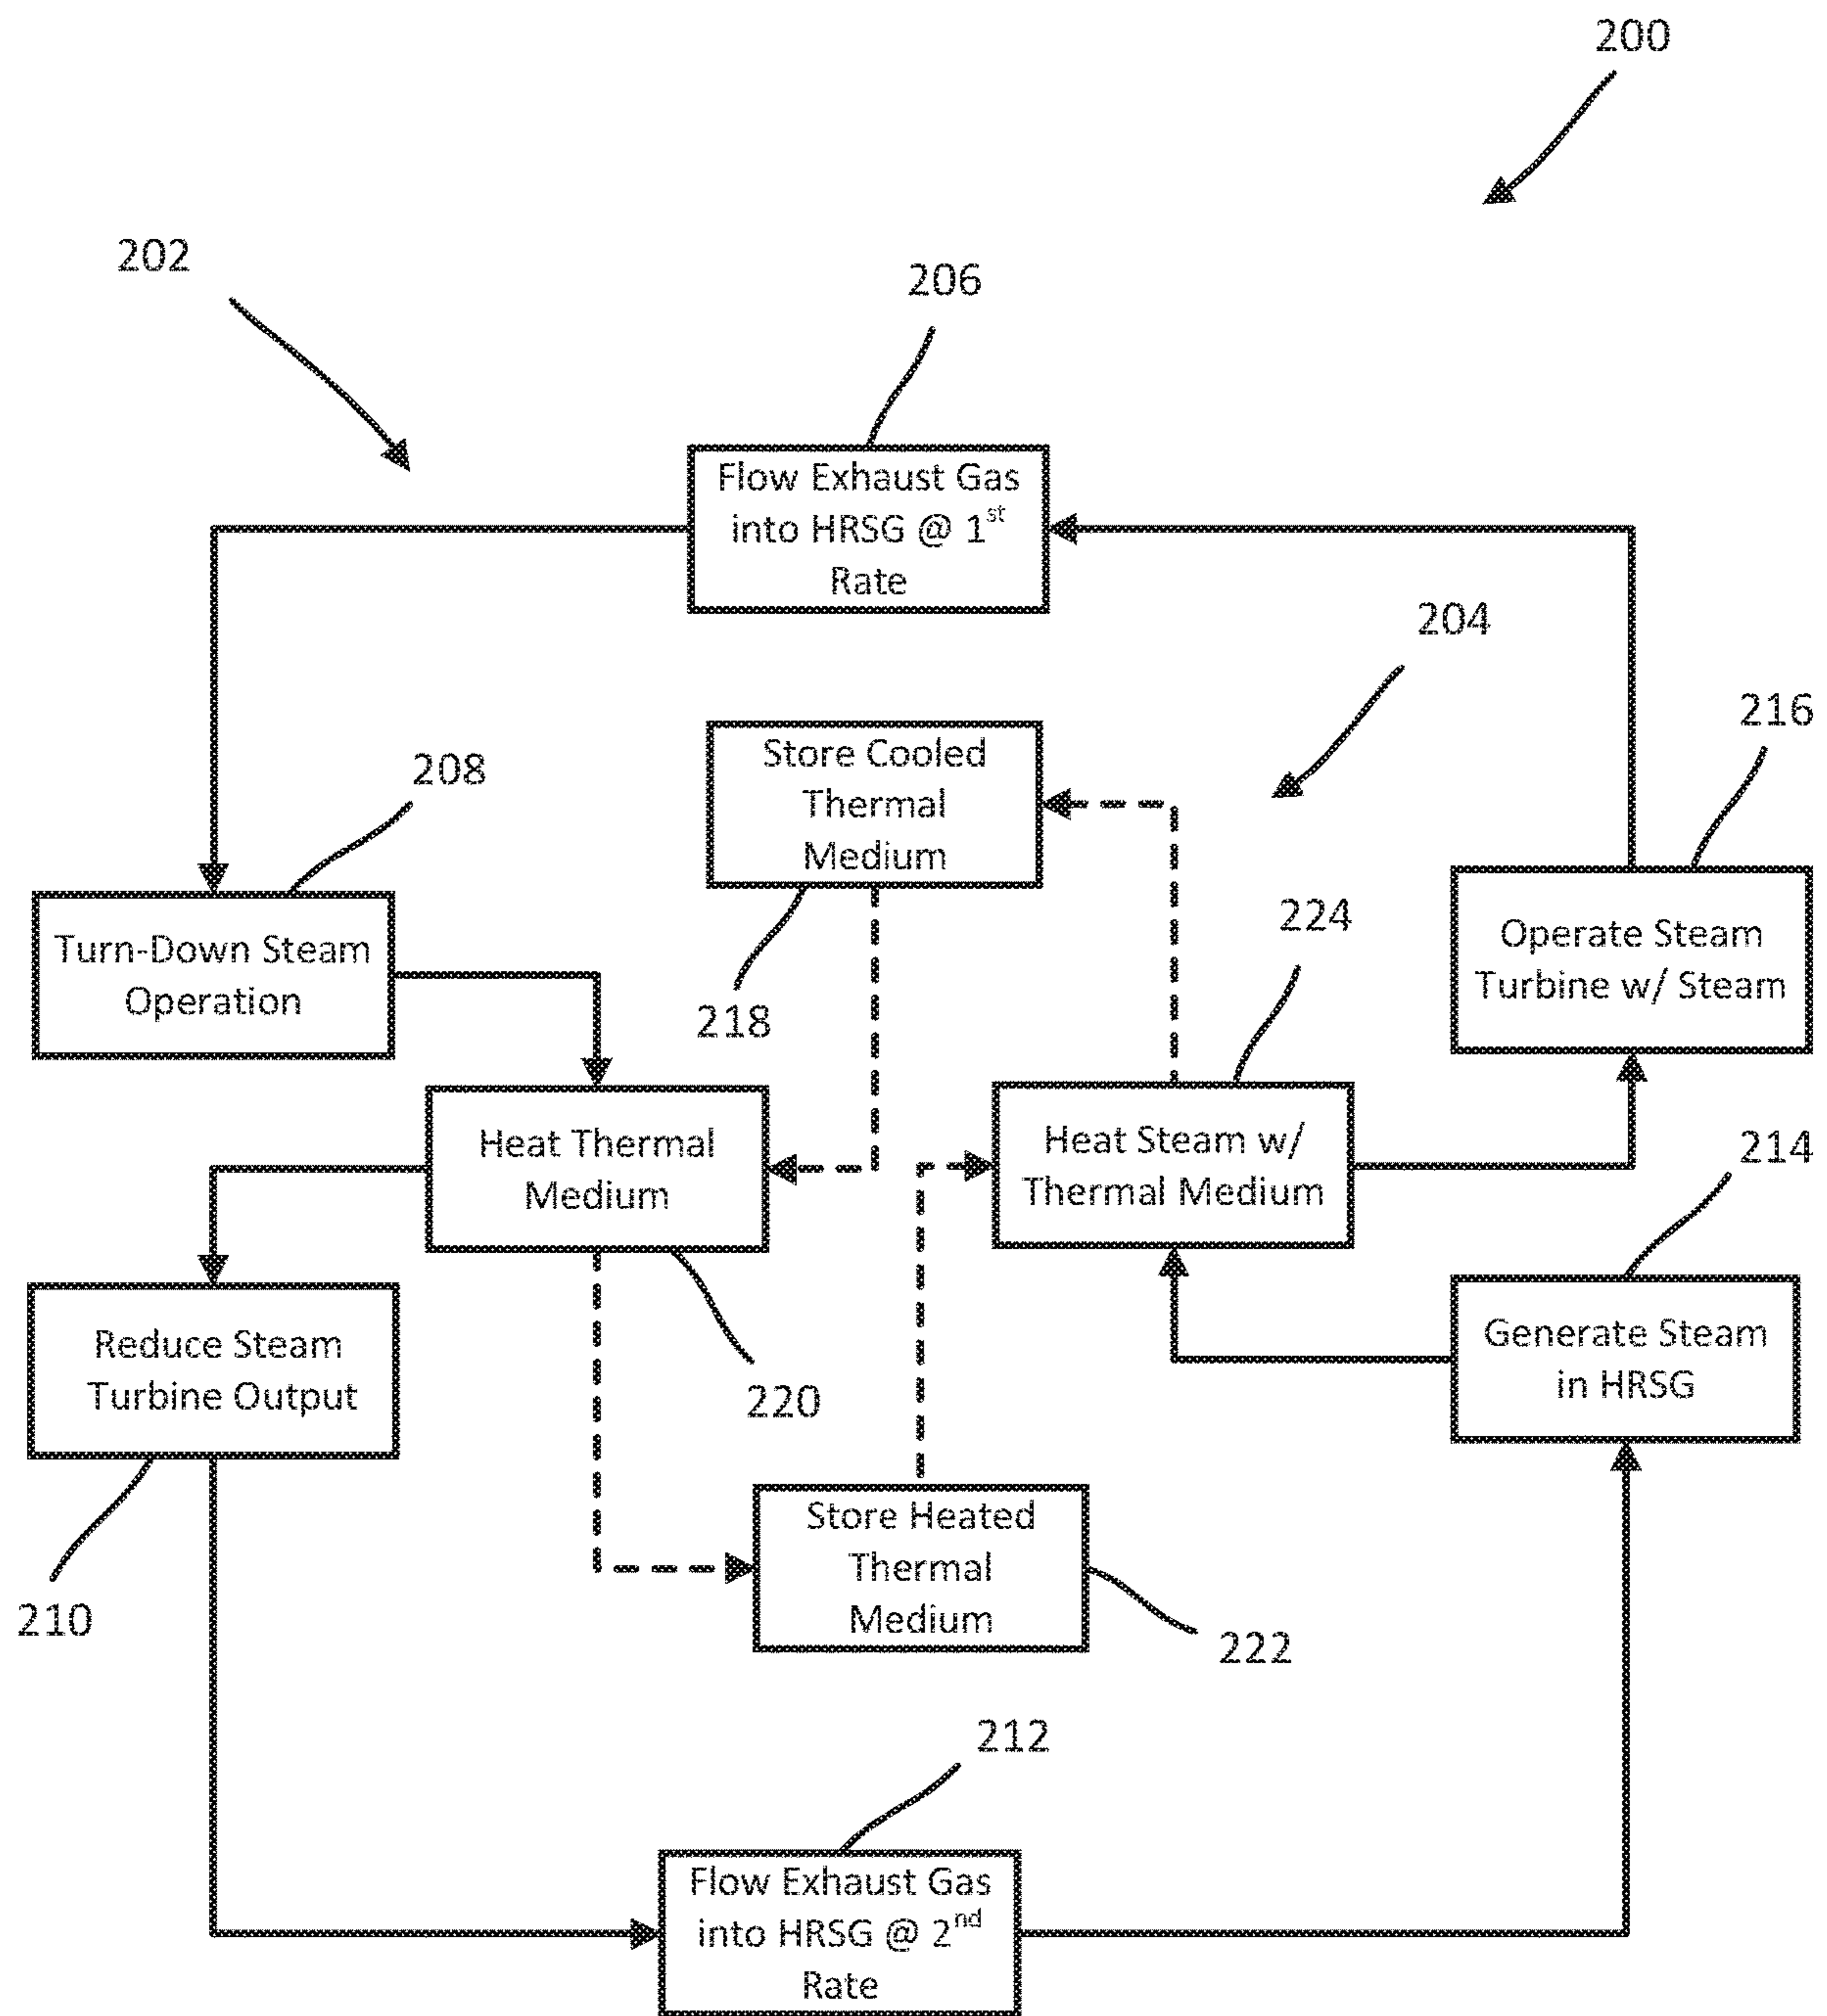 200
202
206
Flow Exhaust Gas
into HRSG @ 1st
Rate
204
216
208
Store Cooled
Thermal
Medium
Turn-Down Steam
Operation
218
224
Operate Steam
Turbine w/ Steam
Heat Thermal
Medium
Heat Steam w/
Thermal Medium
214
Reduce Steam
Turbine Output
220
Generate Steam
in HRSG
210
Store Heated
Thermal
Medium
222
212
Flow Exhaust Gas
into HRSG @ 2nd
Rate